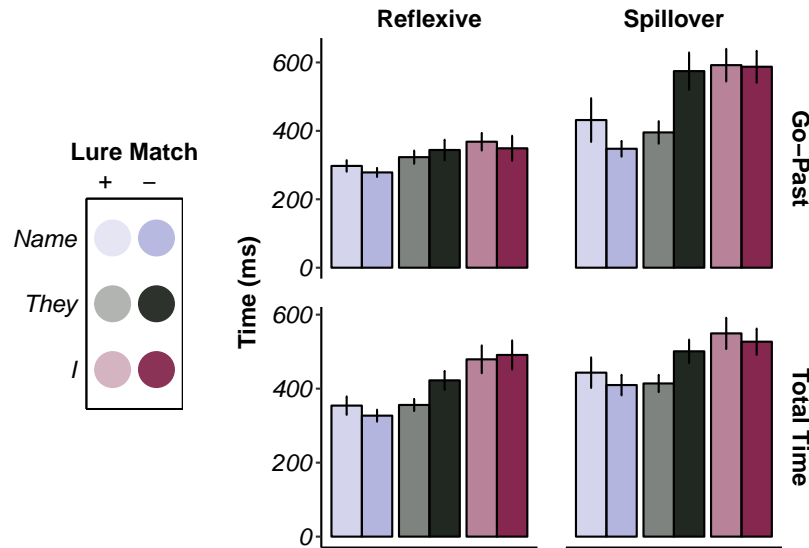 Reflexive
Spillover
Lure Match
+ −
Name
They
I
Time (ms)
600
400
200
0
Go−Past
600
400
200
0
Total Time